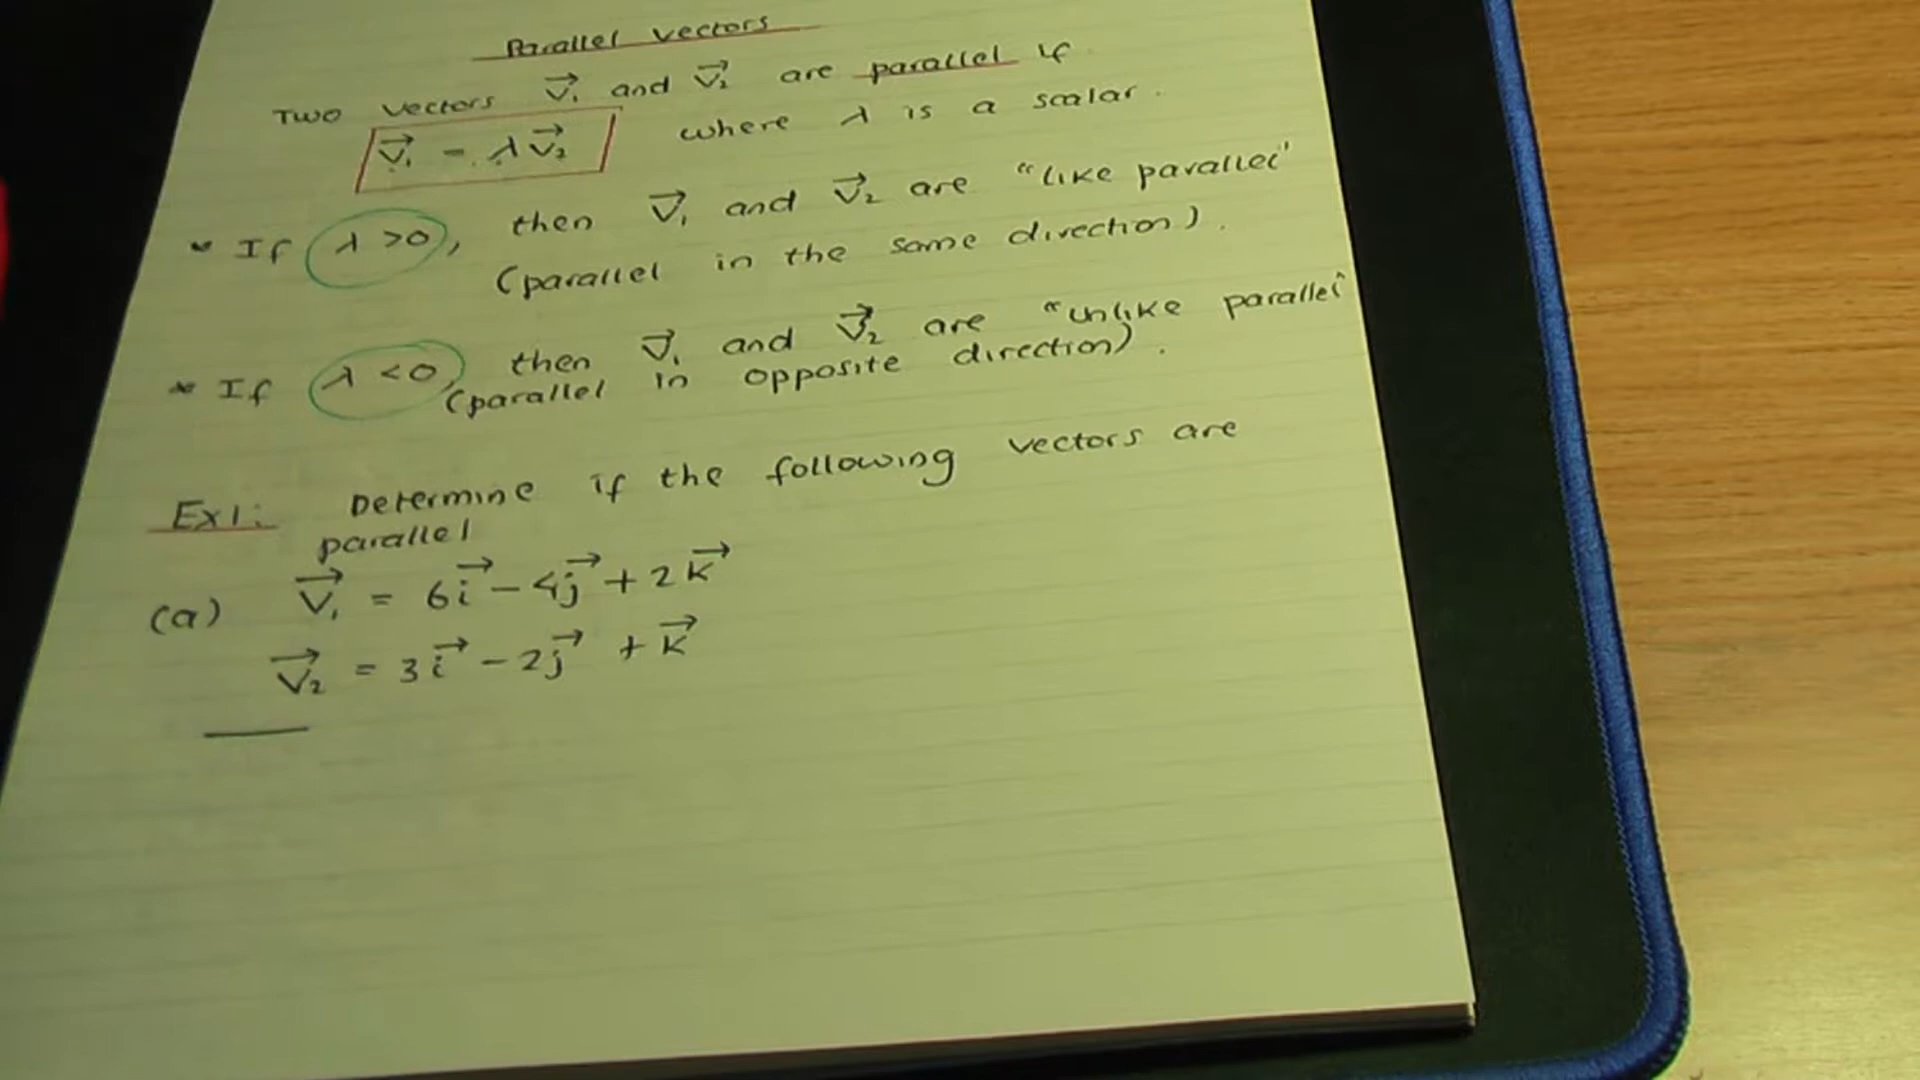 Parallel vectors
Two vectors V⃗₁ and V⃗₂ are parallel if
V⃗₁ = λV⃗₂ where λ is a scalar.
* If λ >0, then V⃗₁ and V⃗₂ are "like parallel"
(parallel in the same direction).
* If λ <0, then V⃗₁ and V⃗₂ are "unlike parallel"
(parallel in opposite direction).
Ex1: Determine if the following vectors are
parallel
(a) V⃗₁ = 6i⃗ - 4j⃗ + 2k⃗
V⃗₂ = 3i⃗ - 2j⃗ + k⃗